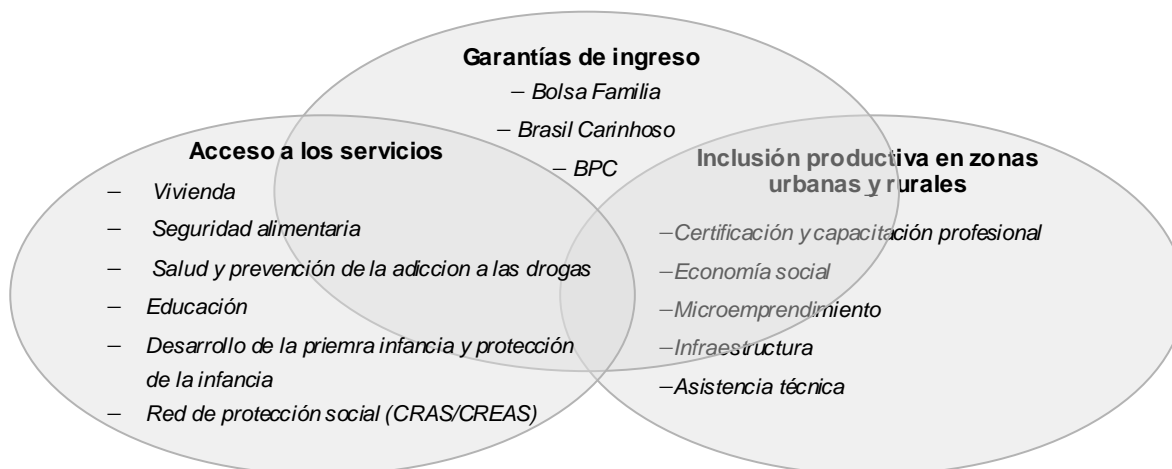 Garantías de ingreso
– Bolsa Familia
– Brasil Carinhoso
– BPC
Acceso a los servicios
– Vivienda
– Seguridad alimentaria
– Salud y prevención de la adiccion a las drogas
– Educación
– Desarrollo de la priemra infancia y protección
de la infancia
– Red de protección social (CRAS/CREAS)
Inclusión productiva en zonas
urbanas y rurales
–Certificación y capacitación profesional
–Economía social
–Microemprendimiento
–Infraestructura
–Asistencia técnica